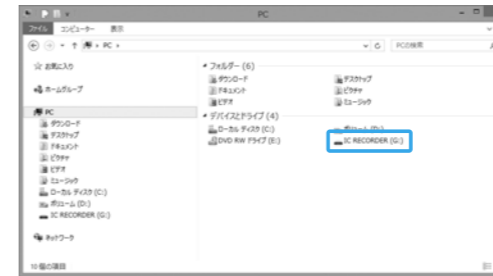 PC
ファイル コンピューター 表示
PC
PCの検索
お気に入り
ホームグループ
PC
ダウンロード
デスクトップ
ドキュメント
ピクチャ
ビデオ
ミュージック
ローカル ディスク (C:)
ボリューム (D:)
IC RECORDER (G:)
ネットワーク
フォルダー (6)
ダウンロード デスクトップ
ドキュメント ピクチャ
ビデオ ミュージック
デバイスとドライブ (4)
ローカル ディスク (C:) ボリューム (D:)
DVD RW ドライブ (E:) IC RECORDER (G:)
10 個の項目